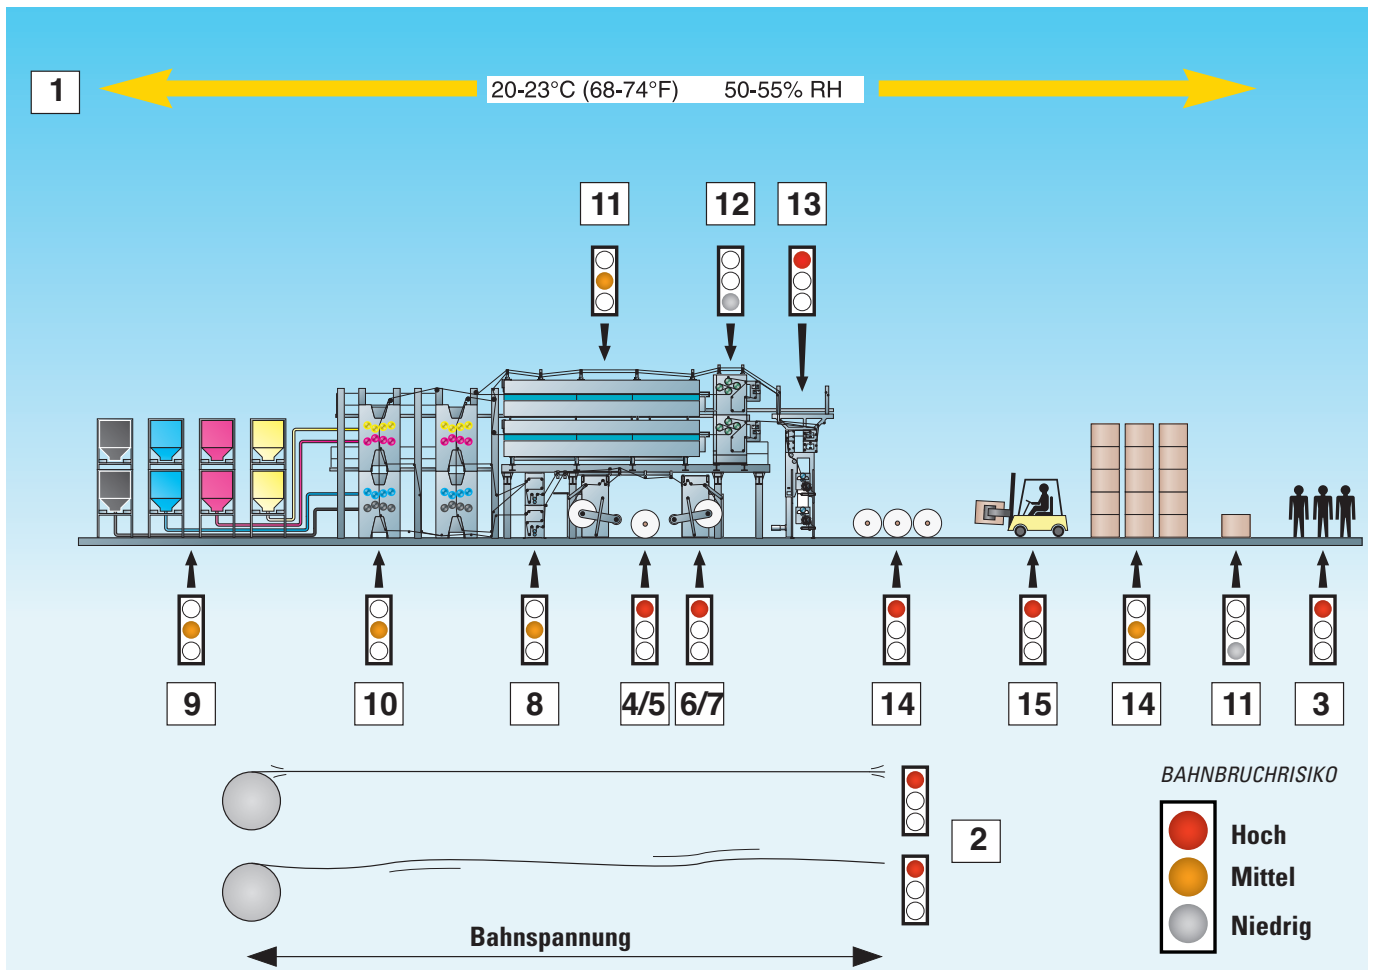 1
20-23°C (68-74°F) 50-55% RH
11 12 13
9 10 8 4/5 6/7 14 15 14 11 3
BAHNBRUCHRISIKO
2
Hoch
Mittel
Niedrig
Bahnspannung